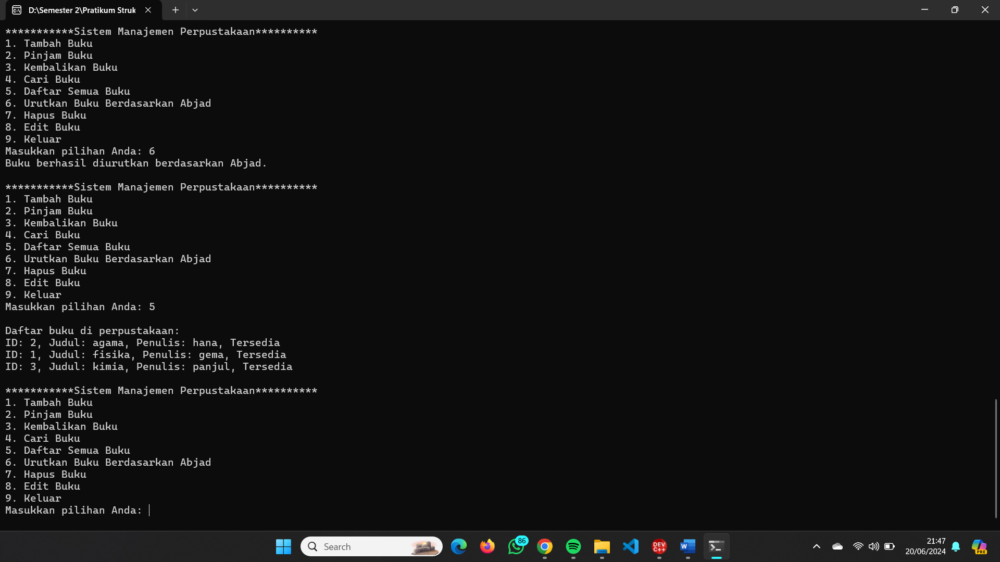 D:\Semester 2\Pratikum Struk
***********Sistem Manajemen Perpustakaan**********
1. Tambah Buku
2. Pinjam Buku
3. Kembalikan Buku
4. Cari Buku
5. Daftar Semua Buku
6. Urutkan Buku Berdasarkan Abjad
7. Hapus Buku
8. Edit Buku
9. Keluar
Masukkan pilihan Anda: 6
Buku berhasil diurutkan berdasarkan Abjad.
***********Sistem Manajemen Perpustakaan**********
1. Tambah Buku
2. Pinjam Buku
3. Kembalikan Buku
4. Cari Buku
5. Daftar Semua Buku
6. Urutkan Buku Berdasarkan Abjad
7. Hapus Buku
8. Edit Buku
9. Keluar
Masukkan pilihan Anda: 5
Daftar buku di perpustakaan:
ID: 2, Judul: agama, Penulis: hana, Tersedia
ID: 1, Judul: fisika, Penulis: gema, Tersedia
ID: 3, Judul: kimia, Penulis: panjul, Tersedia
***********Sistem Manajemen Perpustakaan**********
1. Tambah Buku
2. Pinjam Buku
3. Kembalikan Buku
4. Cari Buku
5. Daftar Semua Buku
6. Urutkan Buku Berdasarkan Abjad
7. Hapus Buku
8. Edit Buku
9. Keluar
Masukkan pilihan Anda:
Search
86
DEV
C++
W
21:47
20/06/2024
PRE